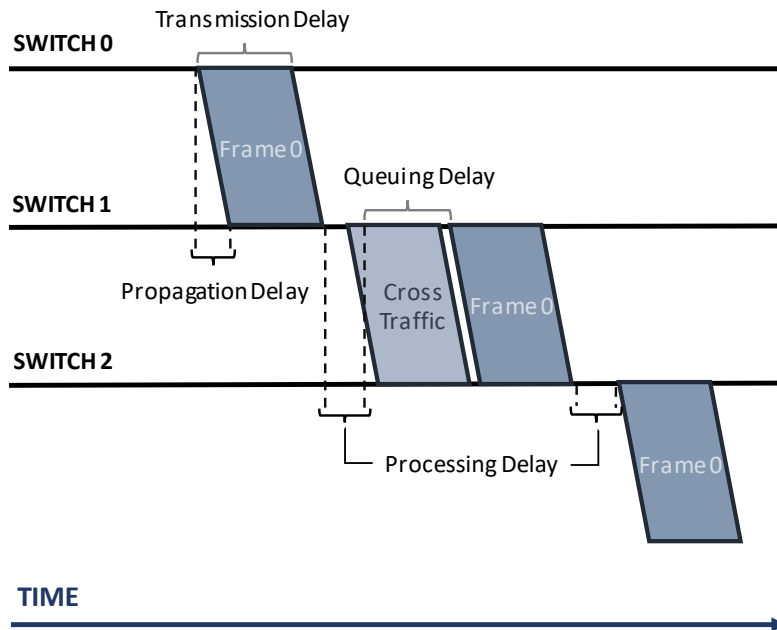 Transmission Delay
SWITCH 0
Frame 0
Queuing Delay
SWITCH 1
Propagation Delay
Cross
Traffic
Frame 0
SWITCH 2
Processing Delay
Frame 0
TIME